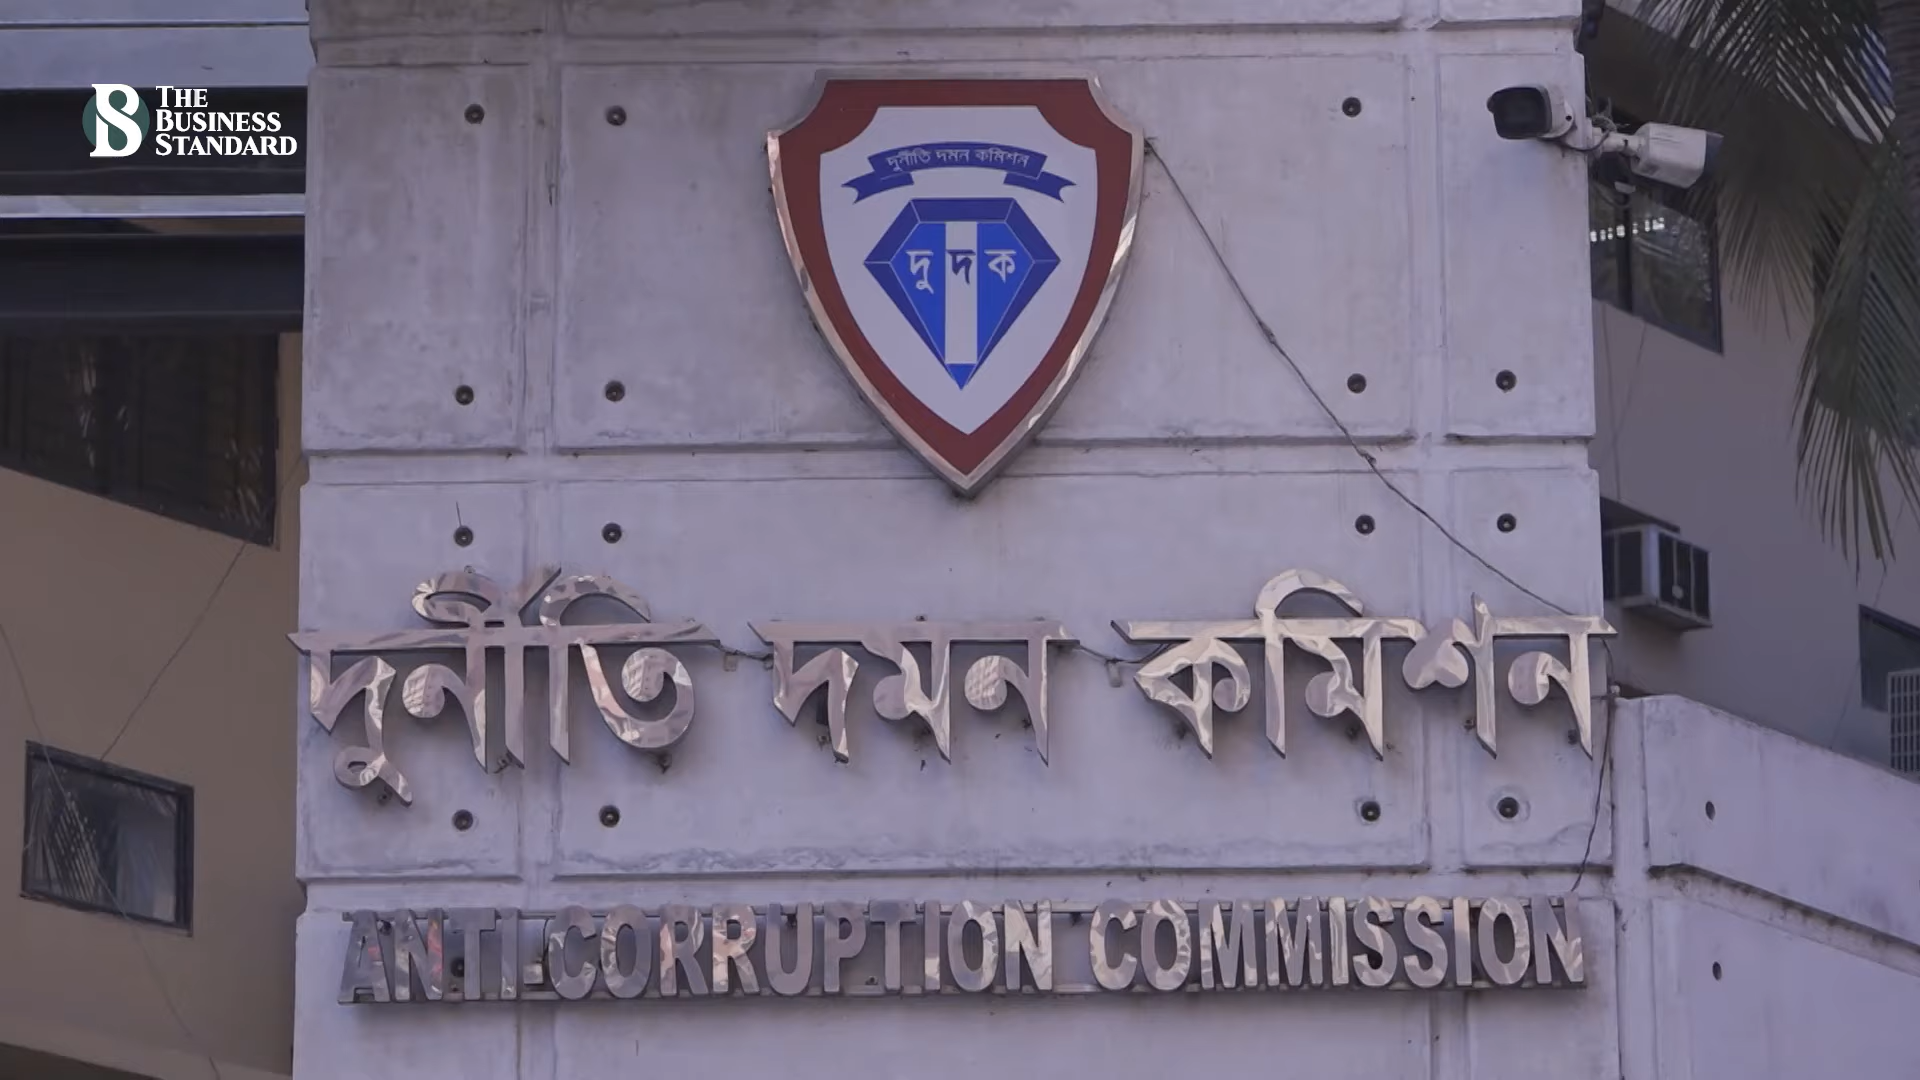 THE
BUSINESS
STANDARD
দুর্নীতি দমন কমিশন
দুদক
দুর্নীতি দমন কমিশন
ANTI-CORRUPTION COMMISSION